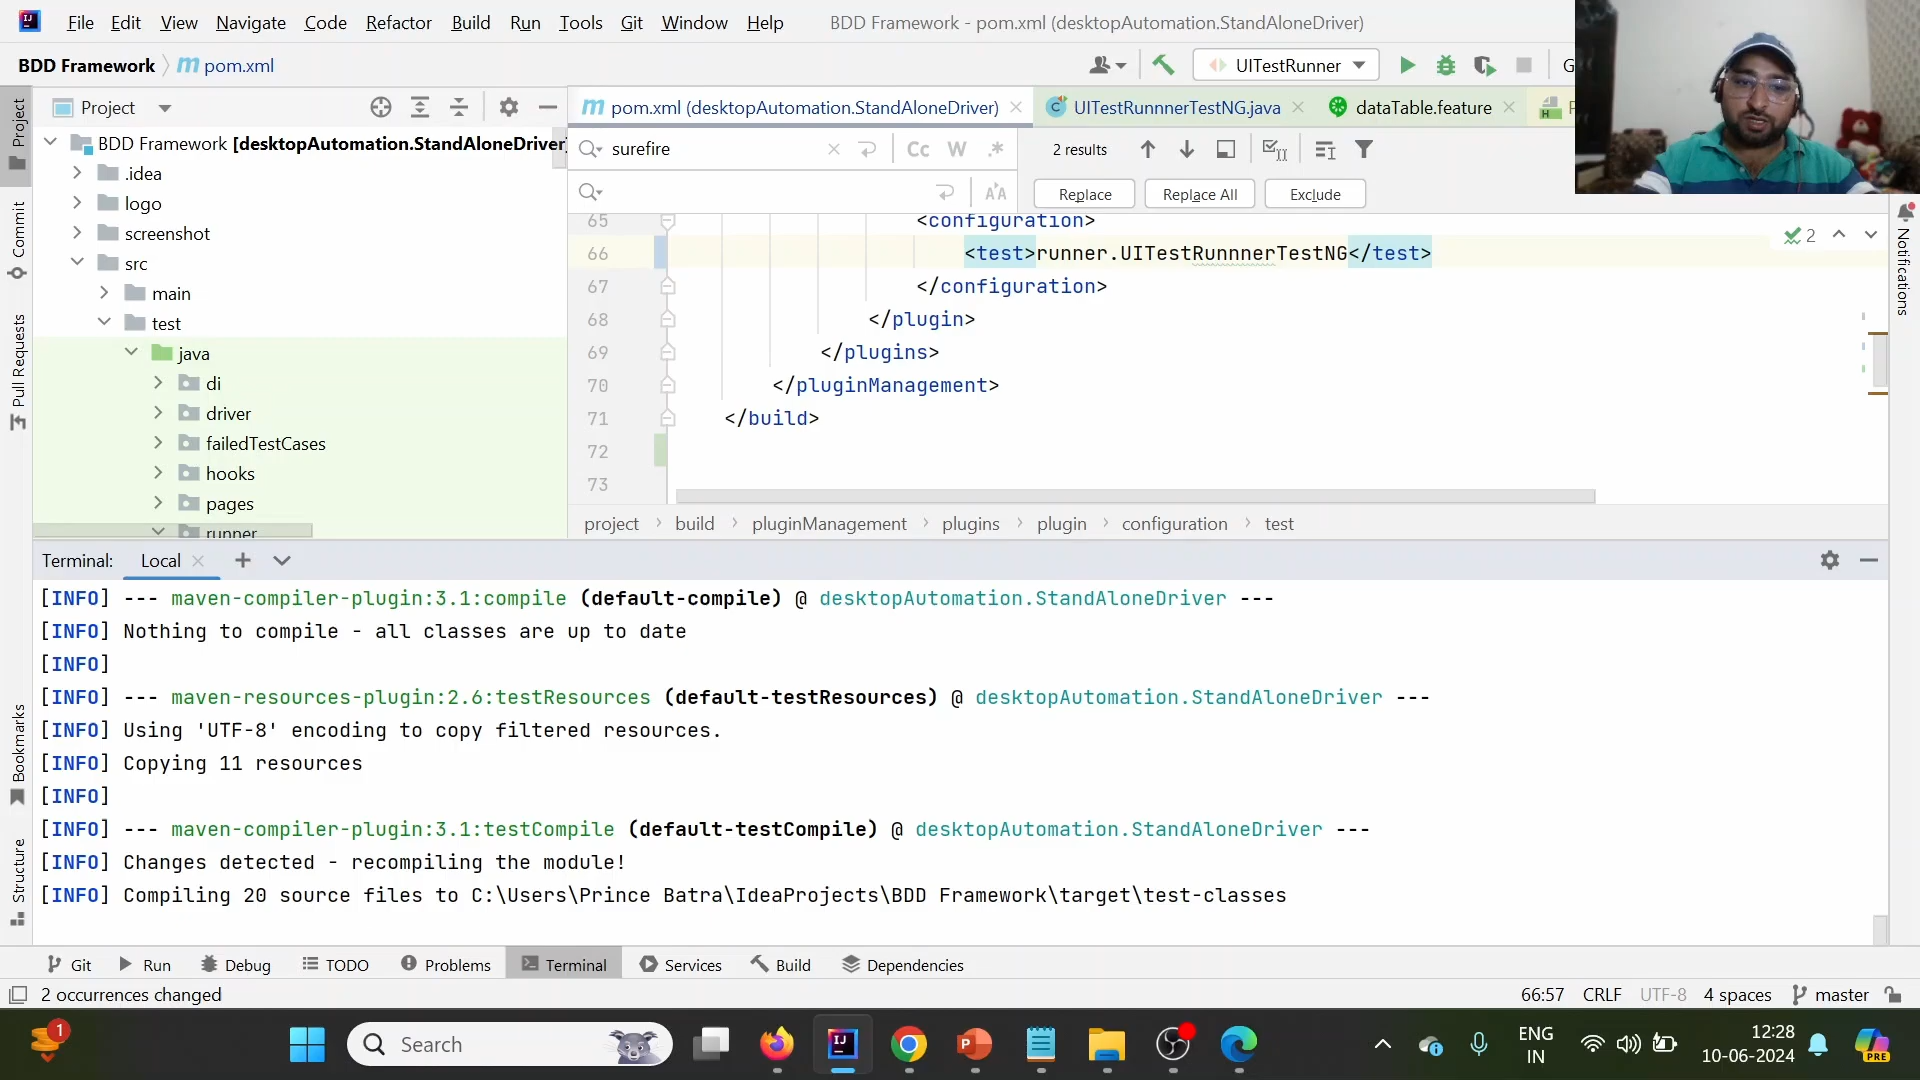 File Edit View Navigate Code Refactor Build Run Tools Git Window Help BDD Framework - pom.xml (desktopAutomation.StandAloneDriver)
BDD Framework m pom.xml UITestRunner
Project pom.xml (desktopAutomation.StandAloneDriver) UITestRunnnerTestNG.java dataTable.feature
BDD Framework [desktopAutomation.StandAloneDriver]
surefire Cc W .* 2 results
Replace Replace All Exclude
.idea
logo
screenshot
src
main
test
java
di
driver
failedTestCases
hooks
pages
runner
65 <configuration>
66 <test>runner.UITestRunnnerTestNG</test> 2
67 </configuration>
68 </plugin>
69 </plugins>
70 </pluginManagement>
71 </build>
72
73
project > build > pluginManagement > plugins > plugin > configuration > test
Project
Commit
Pull Requests
Bookmarks
Structure
Notifications
Terminal: Local
[INFO] --- maven-compiler-plugin:3.1:compile (default-compile) @ desktopAutomation.StandAloneDriver ---
[INFO] Nothing to compile - all classes are up to date
[INFO]
[INFO] --- maven-resources-plugin:2.6:testResources (default-testResources) @ desktopAutomation.StandAloneDriver ---
[INFO] Using 'UTF-8' encoding to copy filtered resources.
[INFO] Copying 11 resources
[INFO]
[INFO] --- maven-compiler-plugin:3.1:testCompile (default-testCompile) @ desktopAutomation.StandAloneDriver ---
[INFO] Changes detected - recompiling the module!
[INFO] Compiling 20 source files to C:\Users\Prince Batra\IdeaProjects\BDD Framework\target\test-classes
Git Run Debug TODO Problems Terminal Services Build Dependencies
2 occurrences changed 66:57 CRLF UTF-8 4 spaces master
1 Search ENG IN 12:28 10-06-2024 PRE